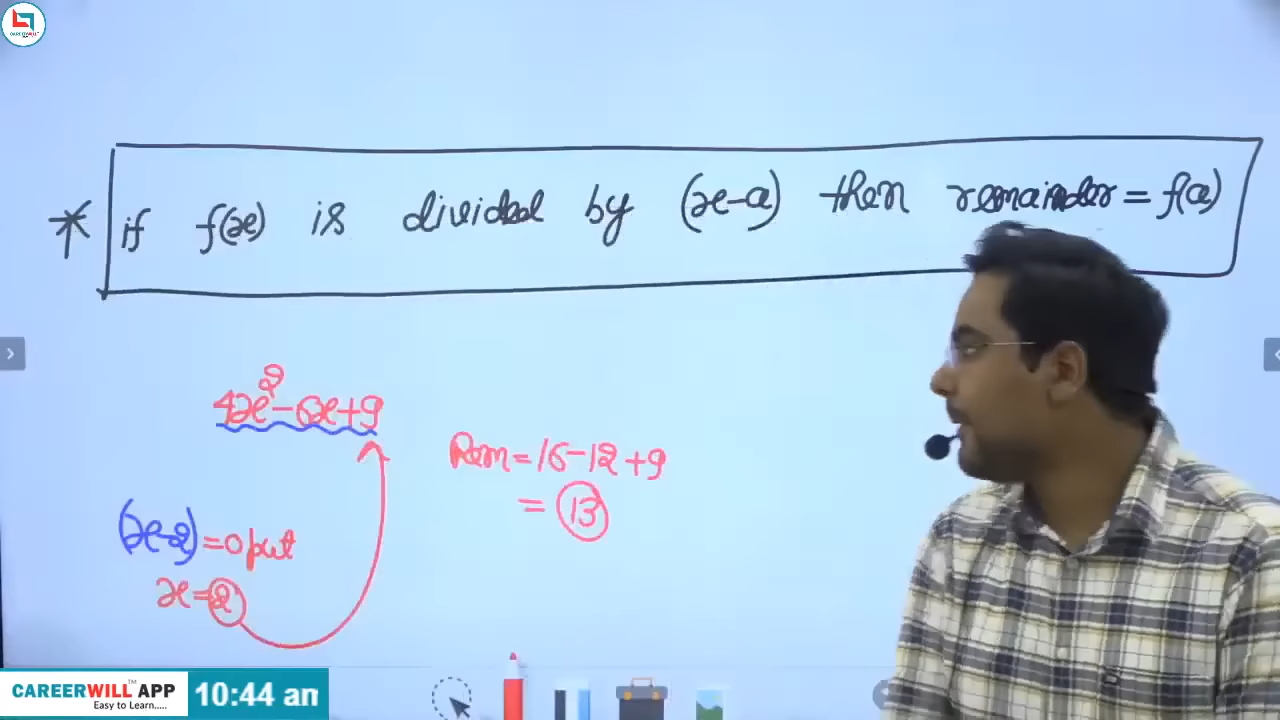 CAREERWILL
* if f(x) is divided by (x-a) then remainder = f(a)
4x²-6x+9
Rem = 16-12+9
= 13
(x-2) = 0 put
x = 2
CAREERWILL™ APP
Easy to Learn.....
10:44 am